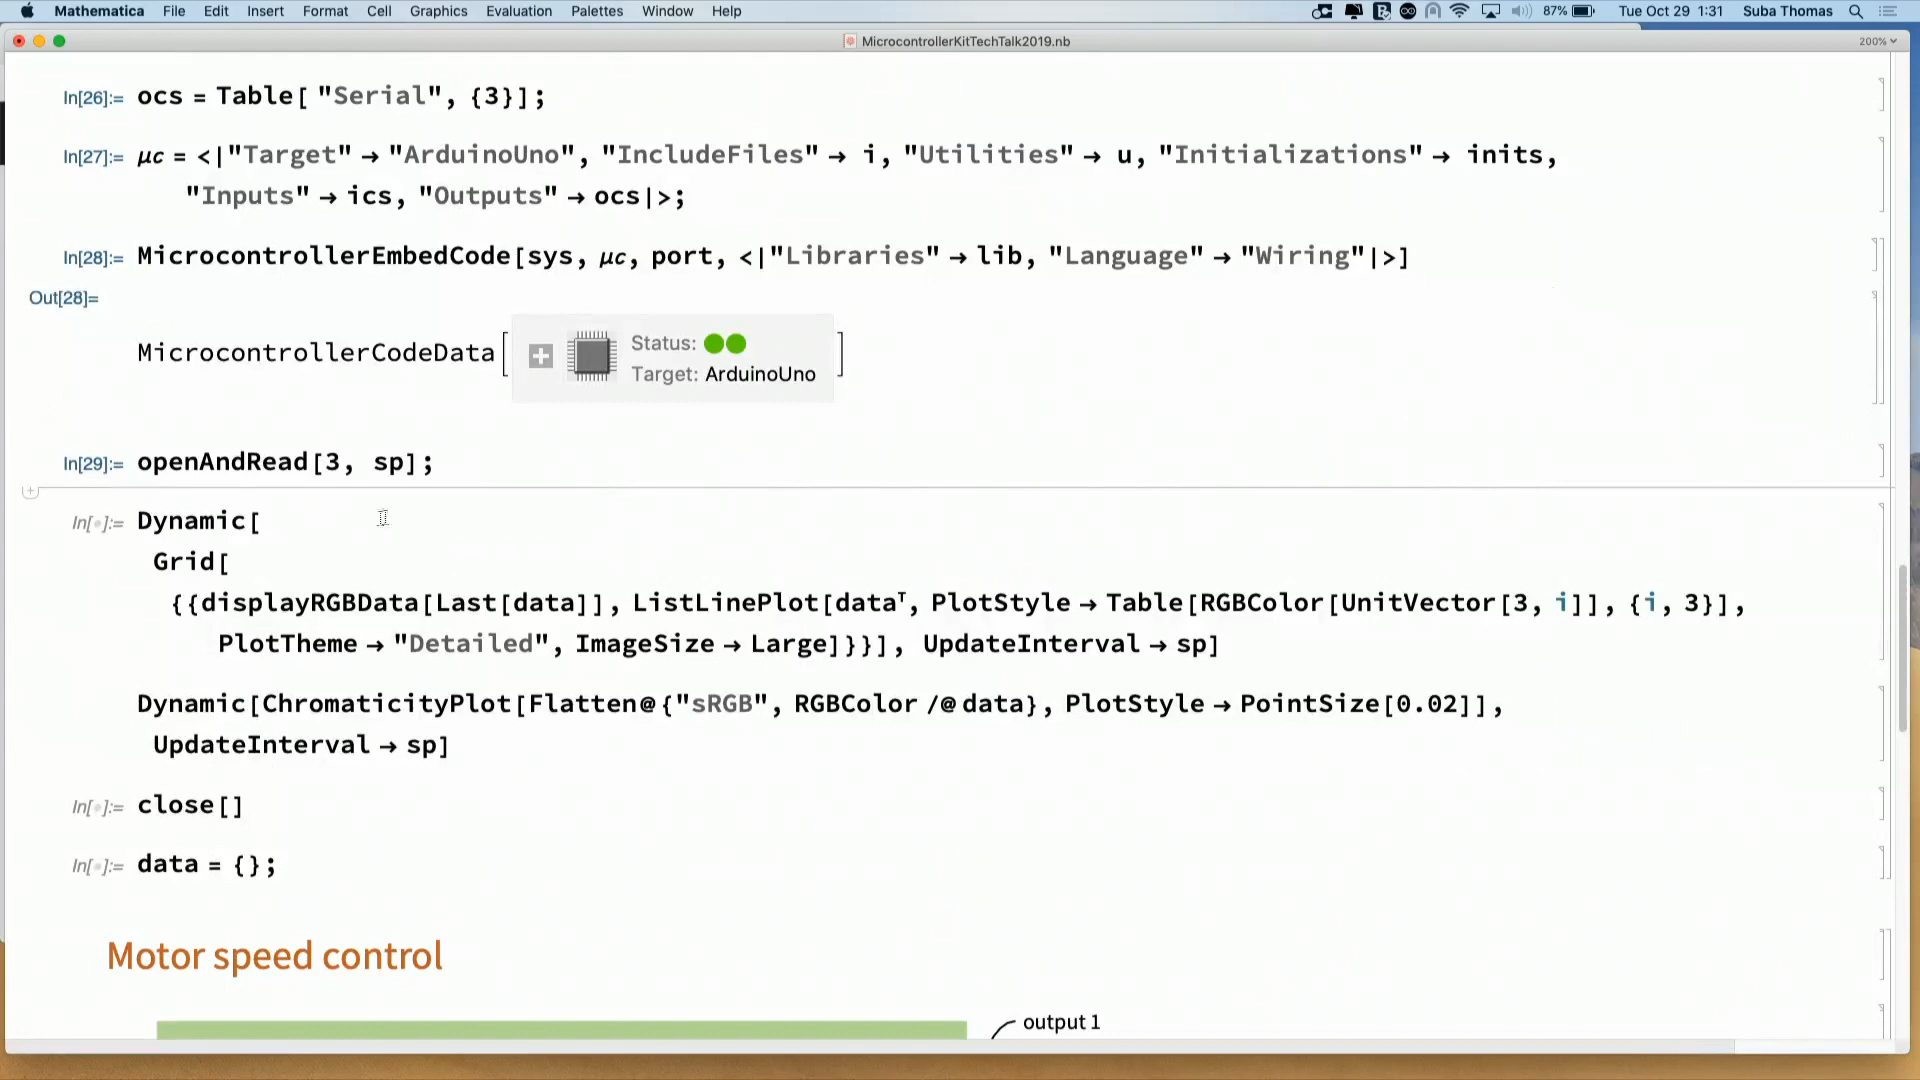 Mathematica File Edit Insert Format Cell Graphics Evaluation Palettes Window Help 87% Tue Oct 29 1:31 Suba Thomas
MicrocontrollerKitTechTalk2019.nb 200%
In[26]:= ocs = Table[ "Serial", {3}];
In[27]:= μc = <|"Target" → "ArduinoUno", "IncludeFiles" → i, "Utilities" → u, "Initializations" → inits,
"Inputs" → ics, "Outputs" → ocs|>;
In[28]:= MicrocontrollerEmbedCode[sys, μc, port, <|"Libraries" → lib, "Language" → "Wiring"|>]
Out[28]=
MicrocontrollerCodeData[ Status:
Target: ArduinoUno ]
In[29]:= openAndRead[3, sp];
In[•]:= Dynamic[
Grid[
{{displayRGBData[Last[data]], ListLinePlot[dataᵀ, PlotStyle → Table[RGBColor[UnitVector[3, i]], {i, 3}],
PlotTheme → "Detailed", ImageSize → Large]}}], UpdateInterval → sp]
Dynamic[ChromaticityPlot[Flatten@{"sRGB", RGBColor /@ data}, PlotStyle → PointSize[0.02]],
UpdateInterval → sp]
In[•]:= close[]
In[•]:= data = {};
Motor speed control
output 1